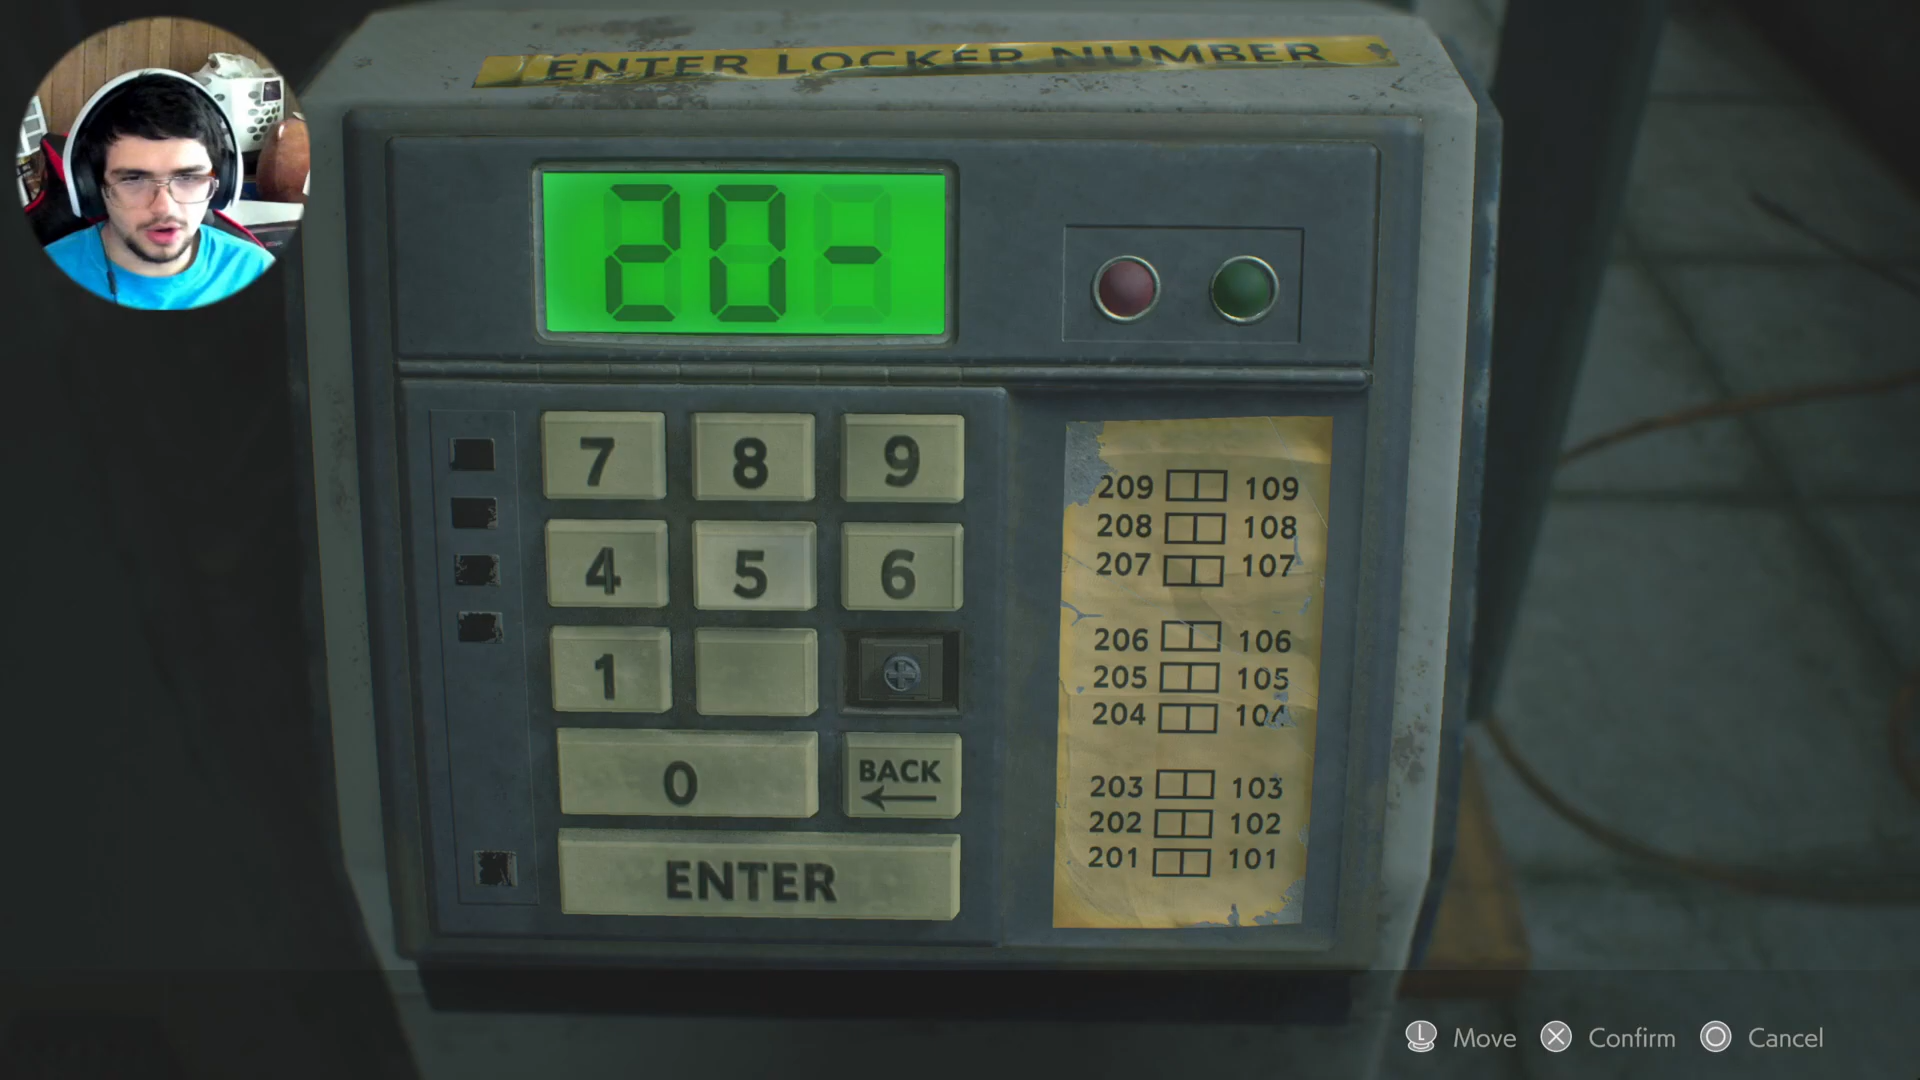 ENTER LOCKER NUMBER
20-
7 8 9
4 5 6
1
0 BACK
ENTER
209 109
208 108
207 107
206 106
205 105
204 104
203 103
202 102
201 101
L Move Confirm Cancel